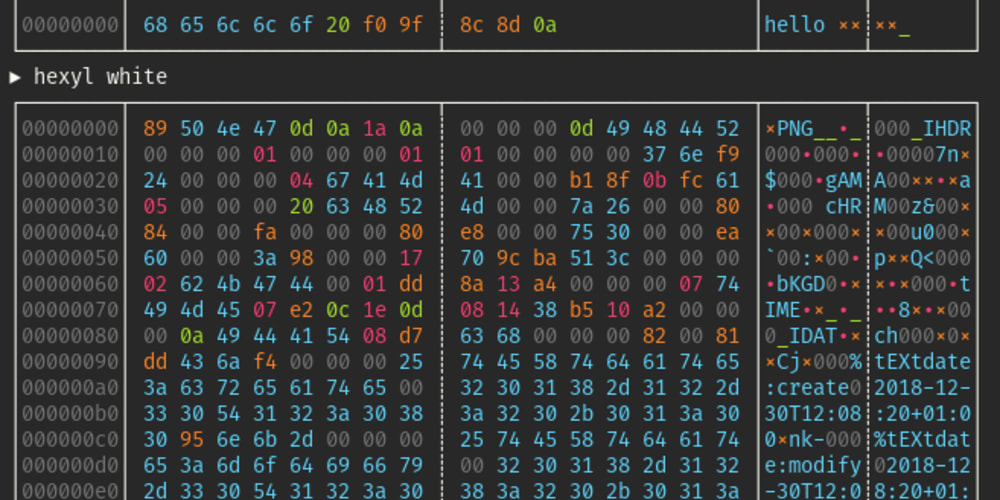 00000000 68 65 6c 6c 6f 20 f0 9f 8c 8d 0a hello ×× ××_
▶ hexyl white
00000000 89 50 4e 47 0d 0a 1a 0a 00 00 00 0d 49 48 44 52 ×PNG__•_ 000_IHDR
00000010 00 00 00 01 00 00 00 01 01 00 00 00 00 37 6e f9 000•000• •00007n×
00000020 24 00 00 00 04 67 41 4d 41 00 00 b1 8f 0b fc 61 $000•gAM A00××•×a
00000030 05 00 00 00 20 63 48 52 4d 00 00 7a 26 00 00 80 •000 cHR M00z&00×
00000040 84 00 00 fa 00 00 00 80 e8 00 00 75 30 00 00 ea ×00×000× ×00u000×
00000050 60 00 00 3a 98 00 00 17 70 9c ba 51 3c 00 00 00 `00:×00• p××Q<000
00000060 02 62 4b 47 44 00 01 dd 8a 13 a4 00 00 00 07 74 •bKGD0•× ו×000•t
00000070 49 4d 45 07 e2 0c 1e 0d 08 14 38 b5 10 a2 00 00 IME•×_•_ ••8×•×00
00000080 00 0a 49 44 41 54 08 d7 63 68 00 00 00 82 00 81 0_IDAT•× ch000×0×
00000090 dd 43 6a f4 00 00 00 25 74 45 58 74 64 61 74 65 ×Cj×000% tEXtdate
000000a0 3a 63 72 65 61 74 65 00 32 30 31 38 2d 31 32 2d :create0 2018-12-
000000b0 33 30 54 31 32 3a 30 38 3a 32 30 2b 30 31 3a 30 30T12:08 :20+01:0
000000c0 30 95 6e 6b 2d 00 00 00 25 74 45 58 74 64 61 74 0×nk-000 %tEXtdat
000000d0 65 3a 6d 6f 64 69 66 79 00 32 30 31 38 2d 31 32 e:modify 02018-12
000000e0 2d 33 30 54 31 32 3a 30 38 3a 32 30 2b 30 31 3a -30T12:0 8:20+01: